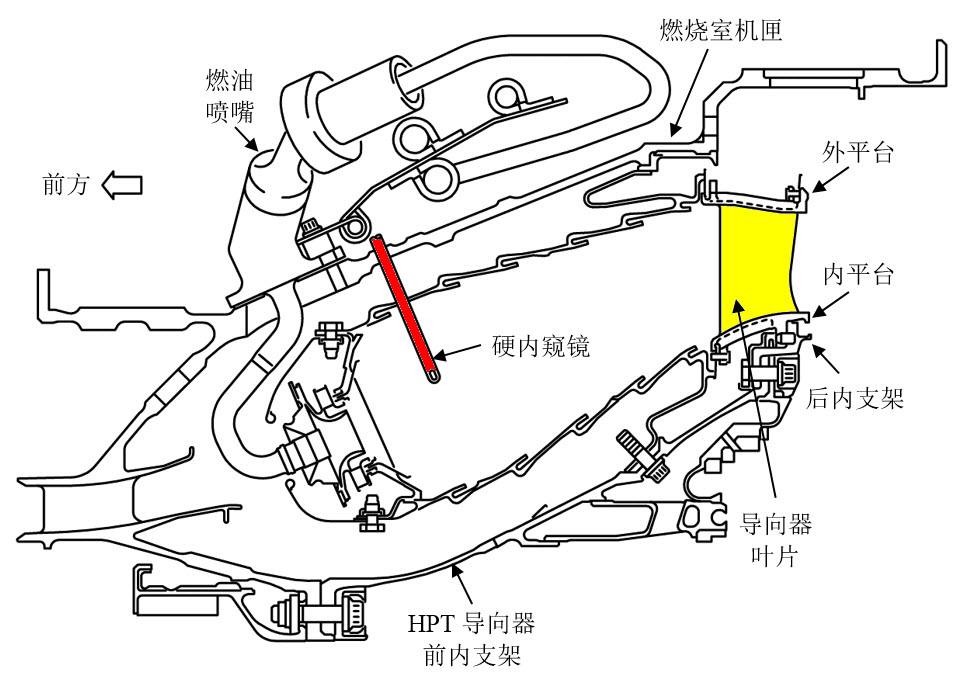 燃烧室机匣
燃油
喷嘴
外平台
前方
内平台
硬内窥镜
后内支架
导向器
叶片
HPT 导向器
前内支架